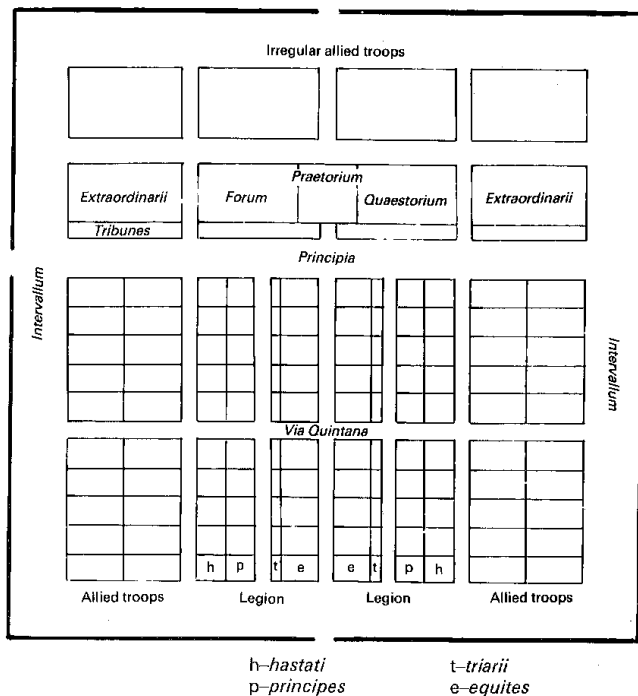 Irregular allied troops
Praetorium
Extraordinarii Forum Quaestorium Extraordinarii
Tribunes
Principia
Intervallum
Intervallum
Via Quintana
h p t e e t p h
Allied troops Legion Legion Allied troops
h–hastati t–triarii
p–principes e–equites